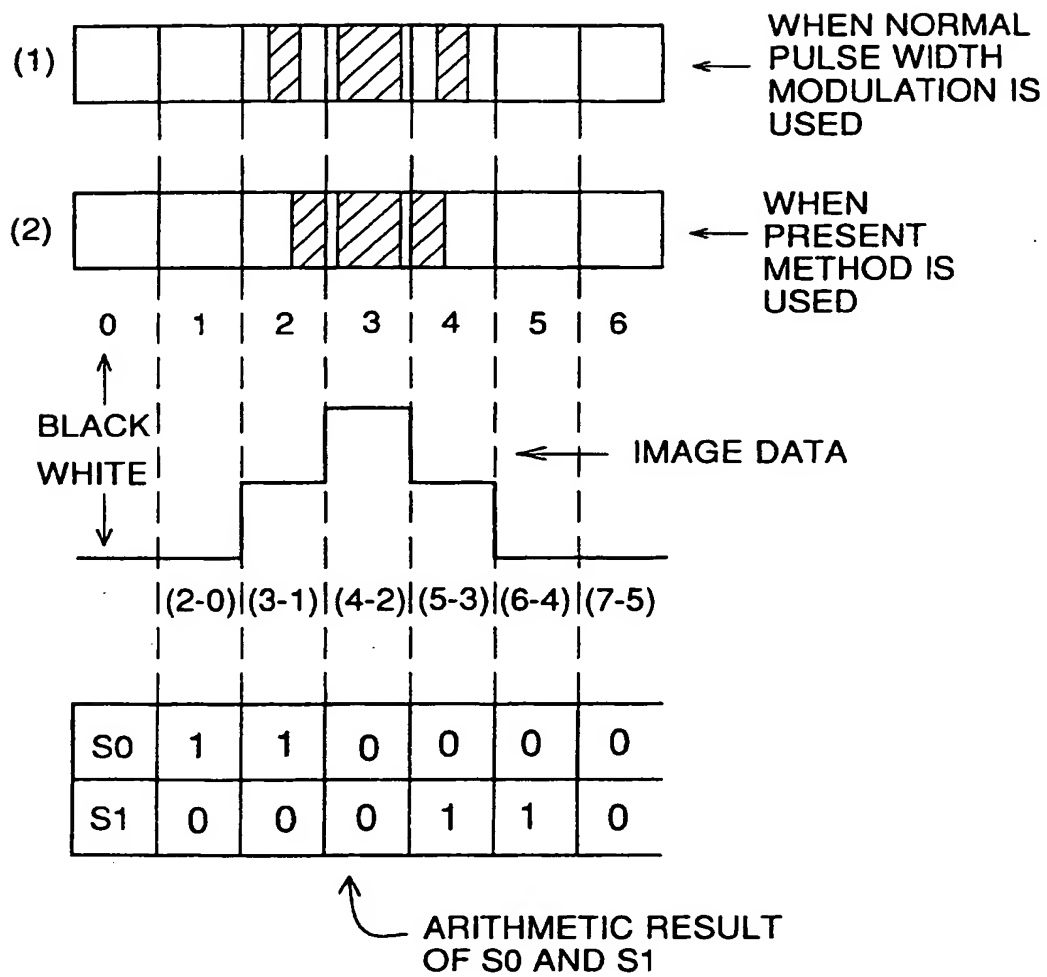 (1)
WHEN NORMAL
PULSE WIDTH
MODULATION IS
USED
(2)
WHEN
PRESENT
METHOD IS
USED
0 1 2 3 4 5 6
BLACK
WHITE
IMAGE DATA
(2-0) (3-1) (4-2) (5-3) (6-4) (7-5)
S0 1 1 0 0 0 0
S1 0 0 0 1 1 0
ARITHMETIC RESULT
OF S0 AND S1